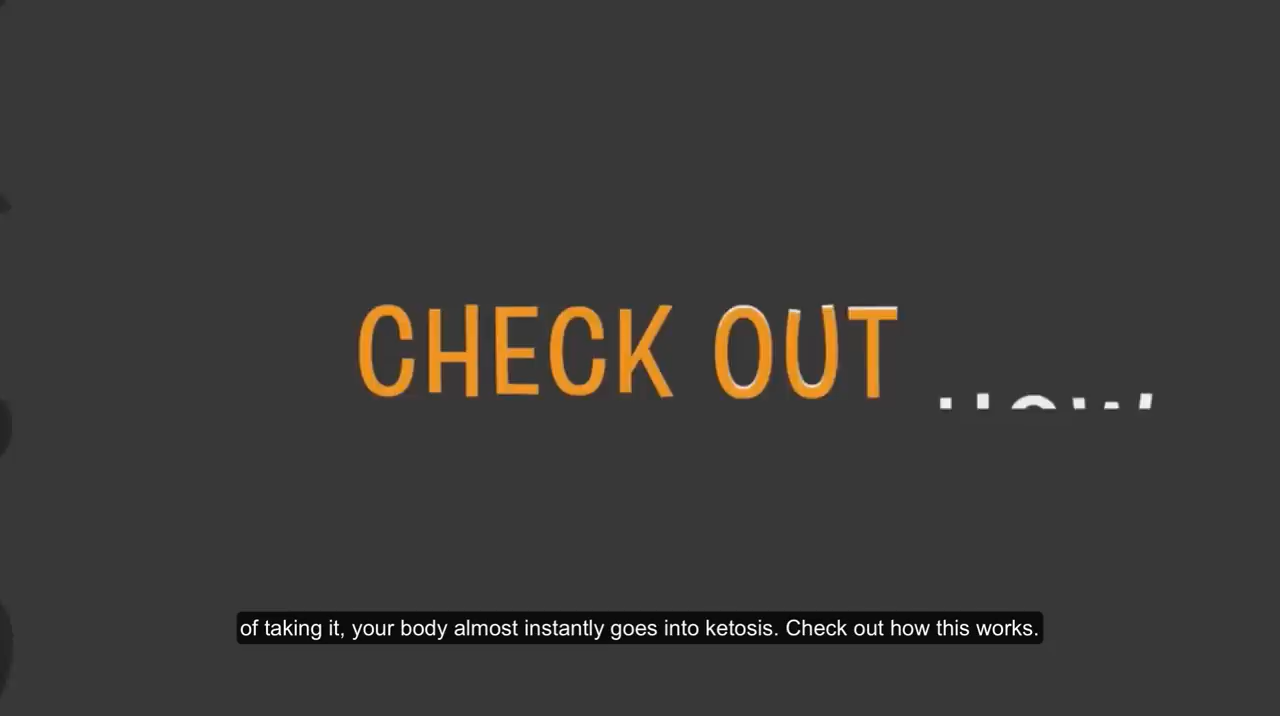 CHECK OUT
of taking it, your body almost instantly goes into ketosis. Check out how this works.